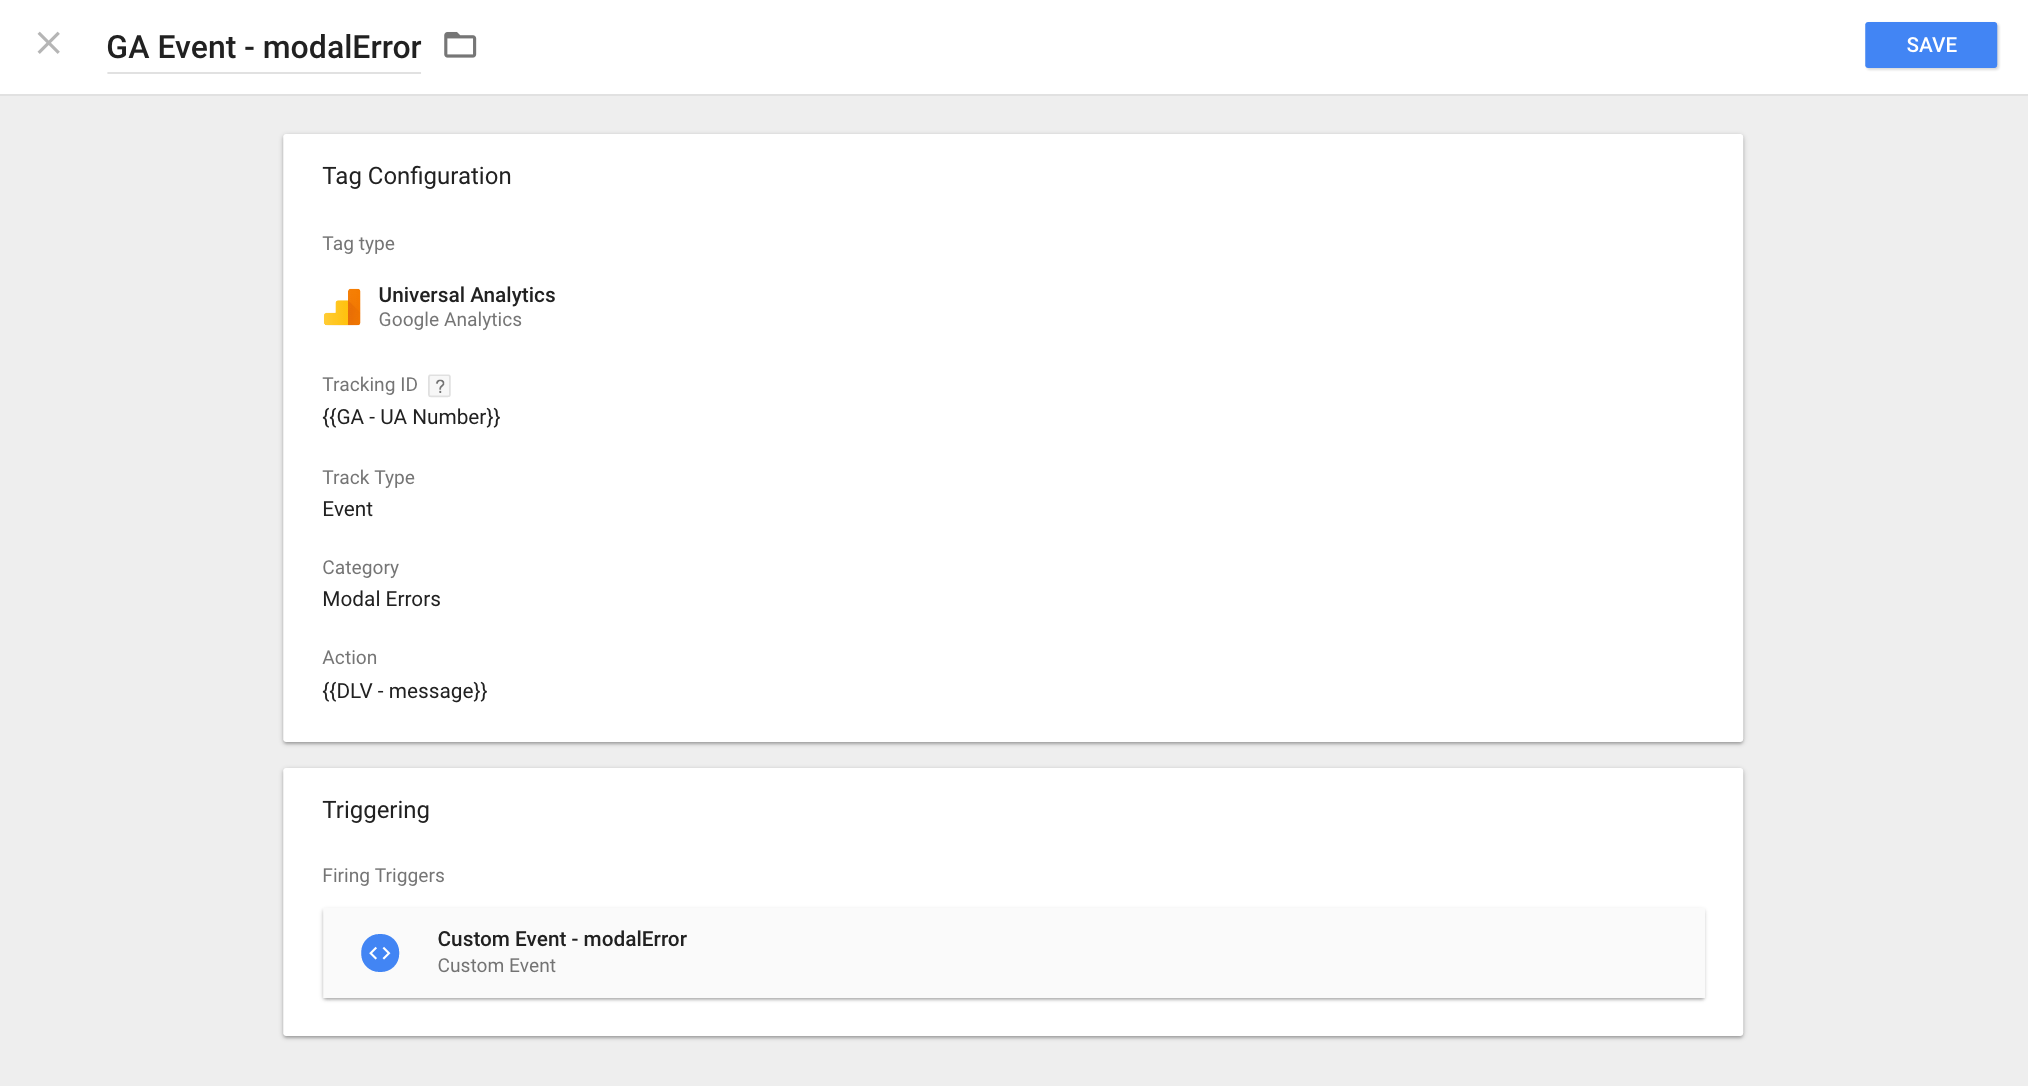 GA Event - modalError
SAVE
Tag Configuration
Tag type
Universal Analytics
Google Analytics
Tracking ID ?
{{GA - UA Number}}
Track Type
Event
Category
Modal Errors
Action
{{DLV - message}}
Triggering
Firing Triggers
Custom Event - modalError
Custom Event